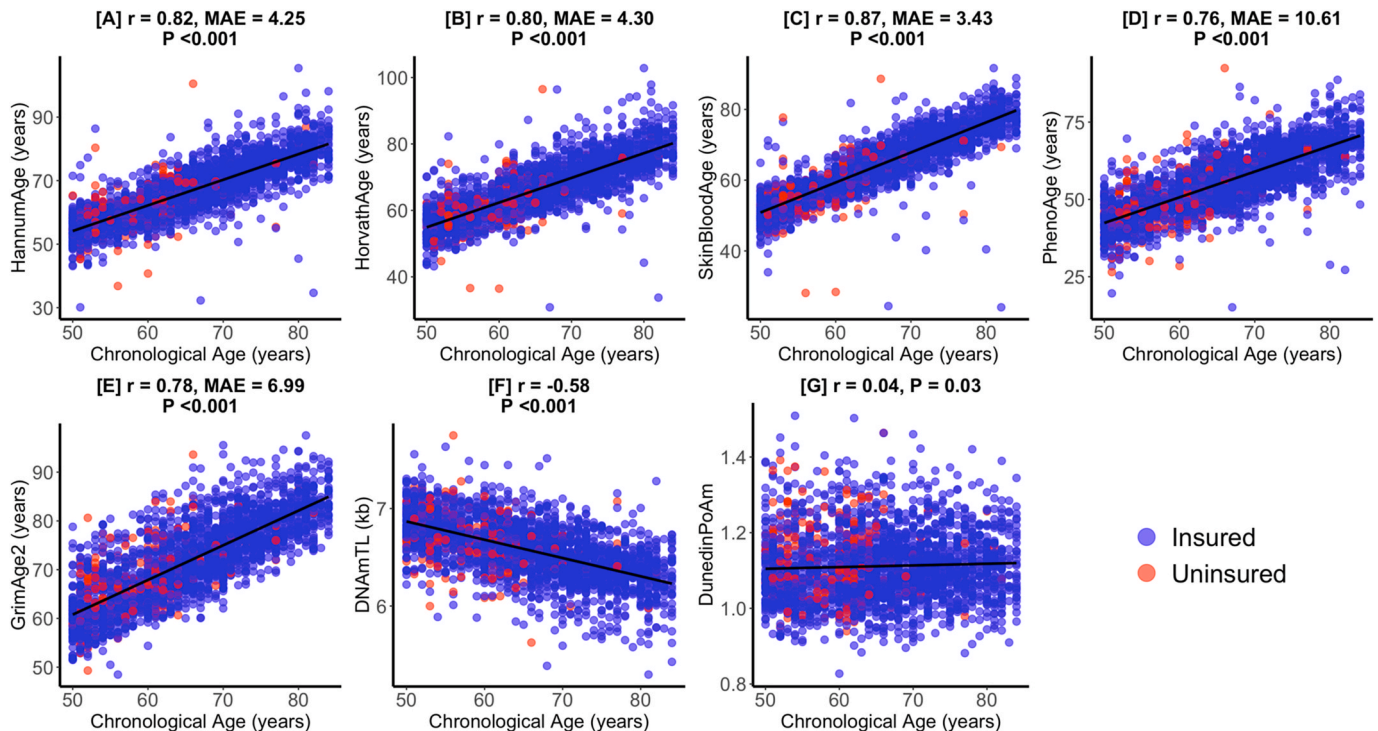 [A] r = 0.82, MAE = 4.25
P <0.001
HannumAge (years)
90
70
50
30
50 60 70 80
Chronological Age (years)
[B] r = 0.80, MAE = 4.30
P <0.001
HorvathAge (years)
100
80
60
40
50 60 70 80
Chronological Age (years)
[C] r = 0.87, MAE = 3.43
P <0.001
SkinBloodAge (years)
80
60
40
50 60 70 80
Chronological Age (years)
[D] r = 0.76, MAE = 10.61
P <0.001
PhenoAge (years)
75
50
25
50 60 70 80
Chronological Age (years)
[E] r = 0.78, MAE = 6.99
P <0.001
GrimAge2 (years)
90
80
70
60
50
50 60 70 80
Chronological Age (years)
[F] r = -0.58
P <0.001
DNAmTL (kb)
7
6
50 60 70 80
Chronological Age (years)
[G] r = 0.04, P = 0.03
DunedinPoAm
1.4
1.2
1.0
0.8
50 60 70 80
Chronological Age (years)
Insured
Uninsured